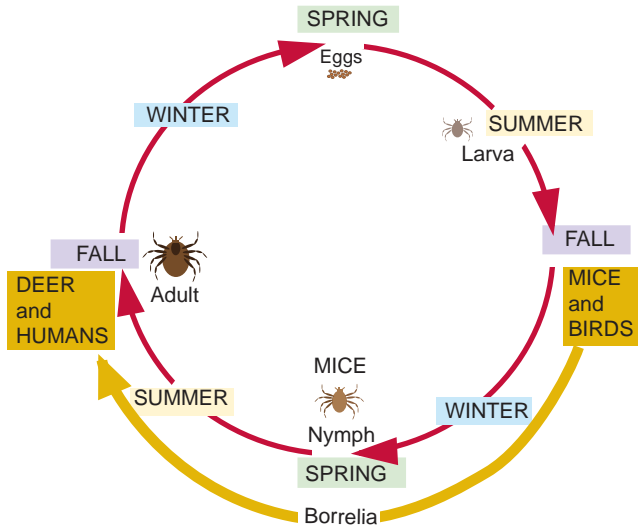 SPRING
Eggs
WINTER
SUMMER
Larva
FALL
MICE
and
BIRDS
FALL
Adult
DEER
and
HUMANS
MICE
SUMMER
WINTER
Nymph
SPRING
Borrelia